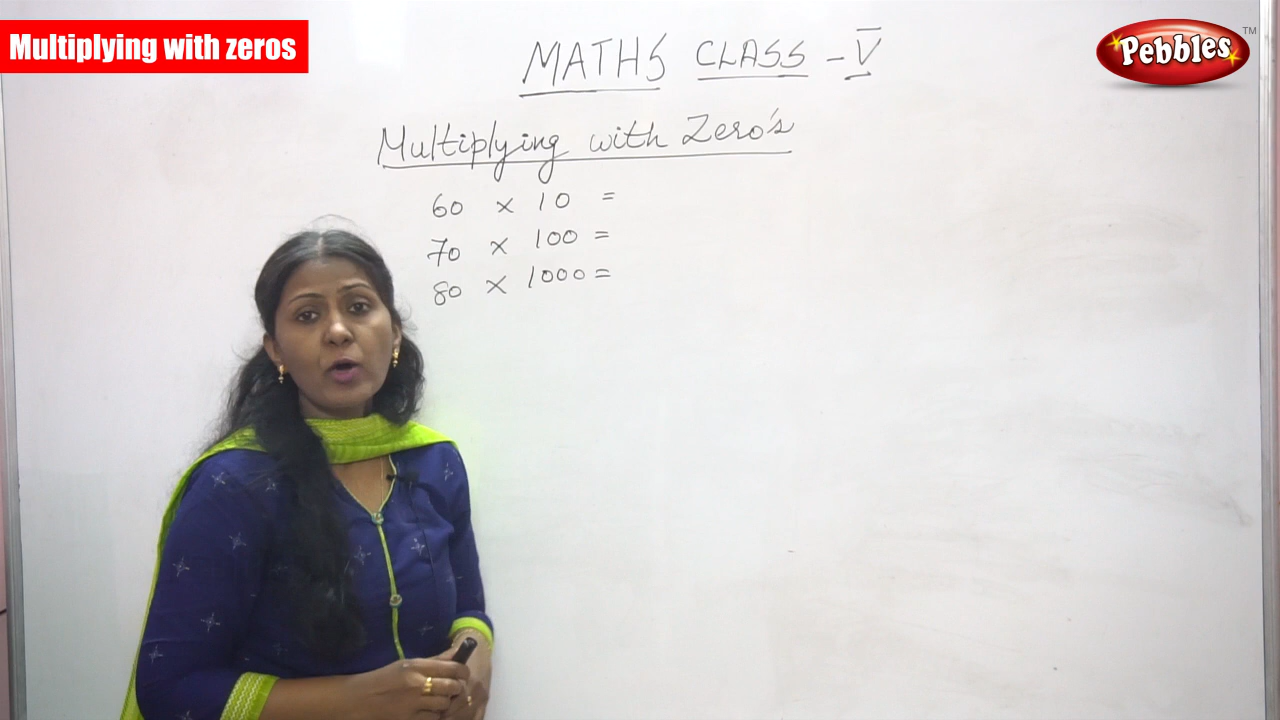 Multiplying with zeros
Pebbles TM
MATHS CLASS - V
Multiplying with Zero's
60 × 10 =
70 × 100 =
80 × 1000 =